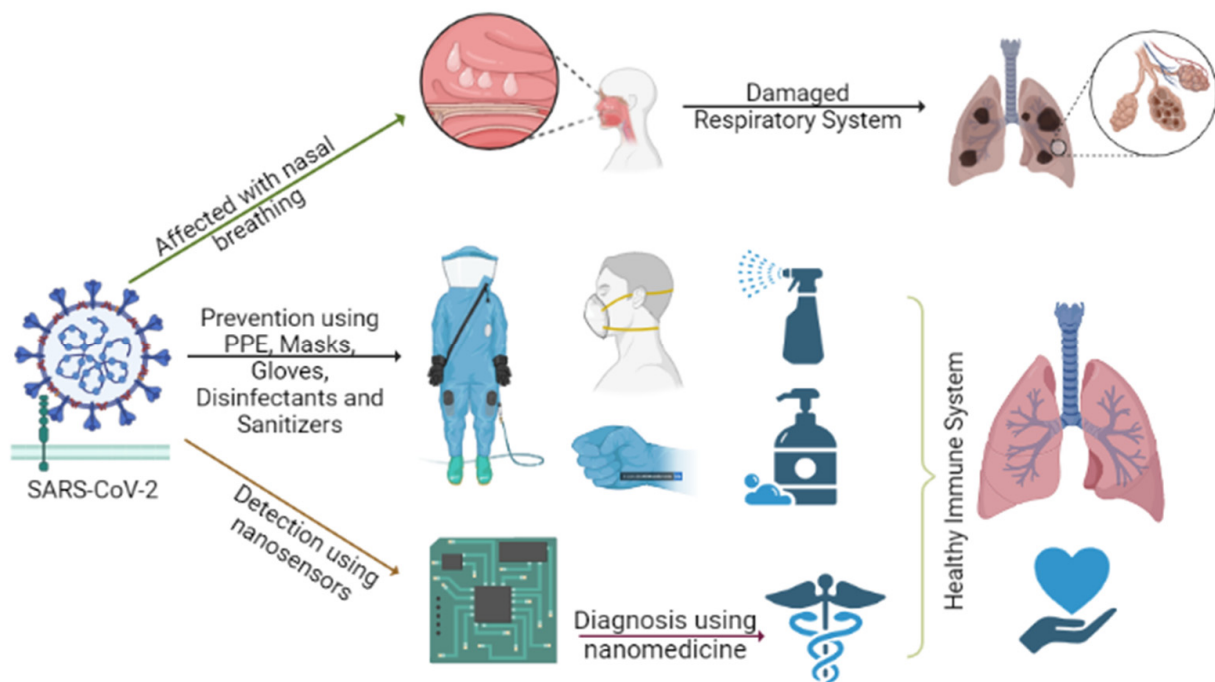 Affected with nasal
breathing
Damaged
Respiratory System
Prevention using
PPE, Masks,
Gloves,
Disinfectants and
Sanitizers
SARS-CoV-2
Detection using
nanosensors
Diagnosis using
nanomedicine
Healthy Immune System